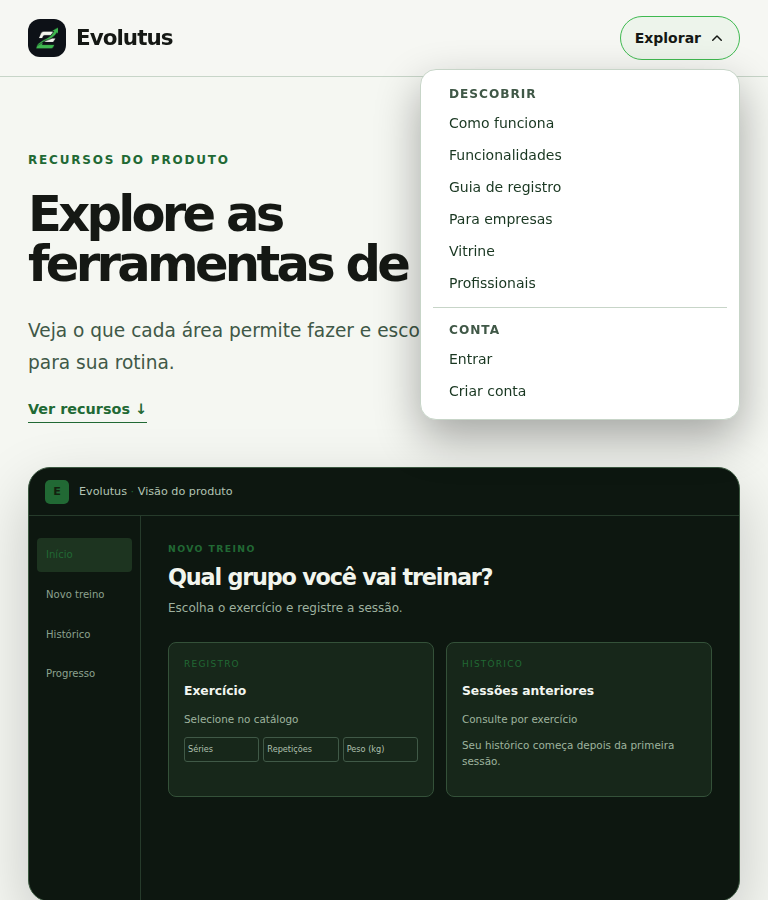 Evolutus
Explorar
DESCOBRIR
Como funciona
Funcionalidades
Guia de registro
Para empresas
Vitrine
Profissionais
CONTA
Entrar
Criar conta
RECURSOS DO PRODUTO
Explore as
ferramentas de
Veja o que cada área permite fazer e esco
para sua rotina.
Ver recursos ↓
E
Evolutus · Visão do produto
Início
Novo treino
Histórico
Progresso
NOVO TREINO
Qual grupo você vai treinar?
Escolha o exercício e registre a sessão.
REGISTRO
Exercício
Selecione no catálogo
Séries
Repetições
Peso (kg)
HISTÓRICO
Sessões anteriores
Consulte por exercício
Seu histórico começa depois da primeira
sessão.